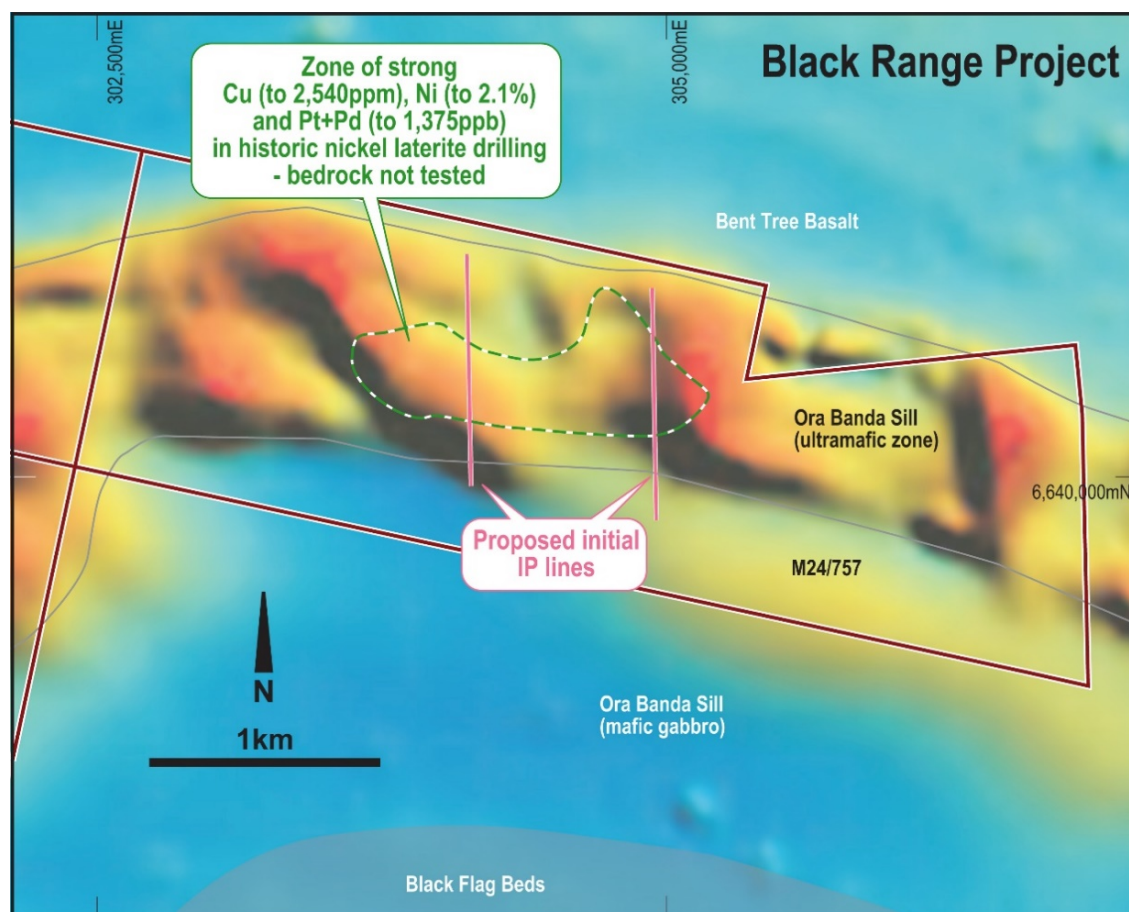 302,500mE
305,000mE
Black Range Project
Zone of strong
Cu (to 2,540ppm), Ni (to 2.1%)
and Pt+Pd (to 1,375ppb)
in historic nickel laterite drilling
- bedrock not tested
Bent Tree Basalt
Ora Banda Sill
(ultramafic zone)
6,640,000mN
Proposed initial
IP lines
M24/757
N
1km
Ora Banda Sill
(mafic gabbro)
Black Flag Beds